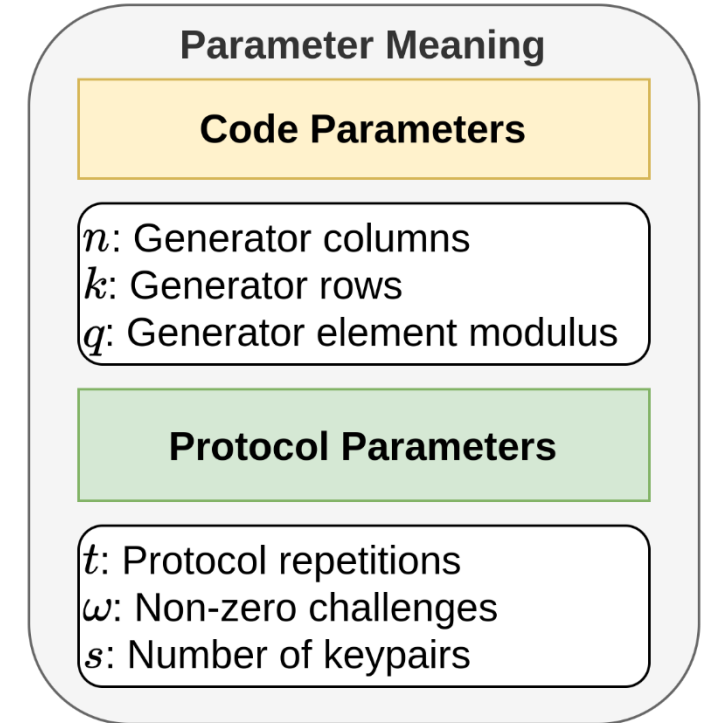 Parameter Meaning
Code Parameters
n: Generator columns
k: Generator rows
q: Generator element modulus
Protocol Parameters
t: Protocol repetitions
ω: Non-zero challenges
s: Number of keypairs